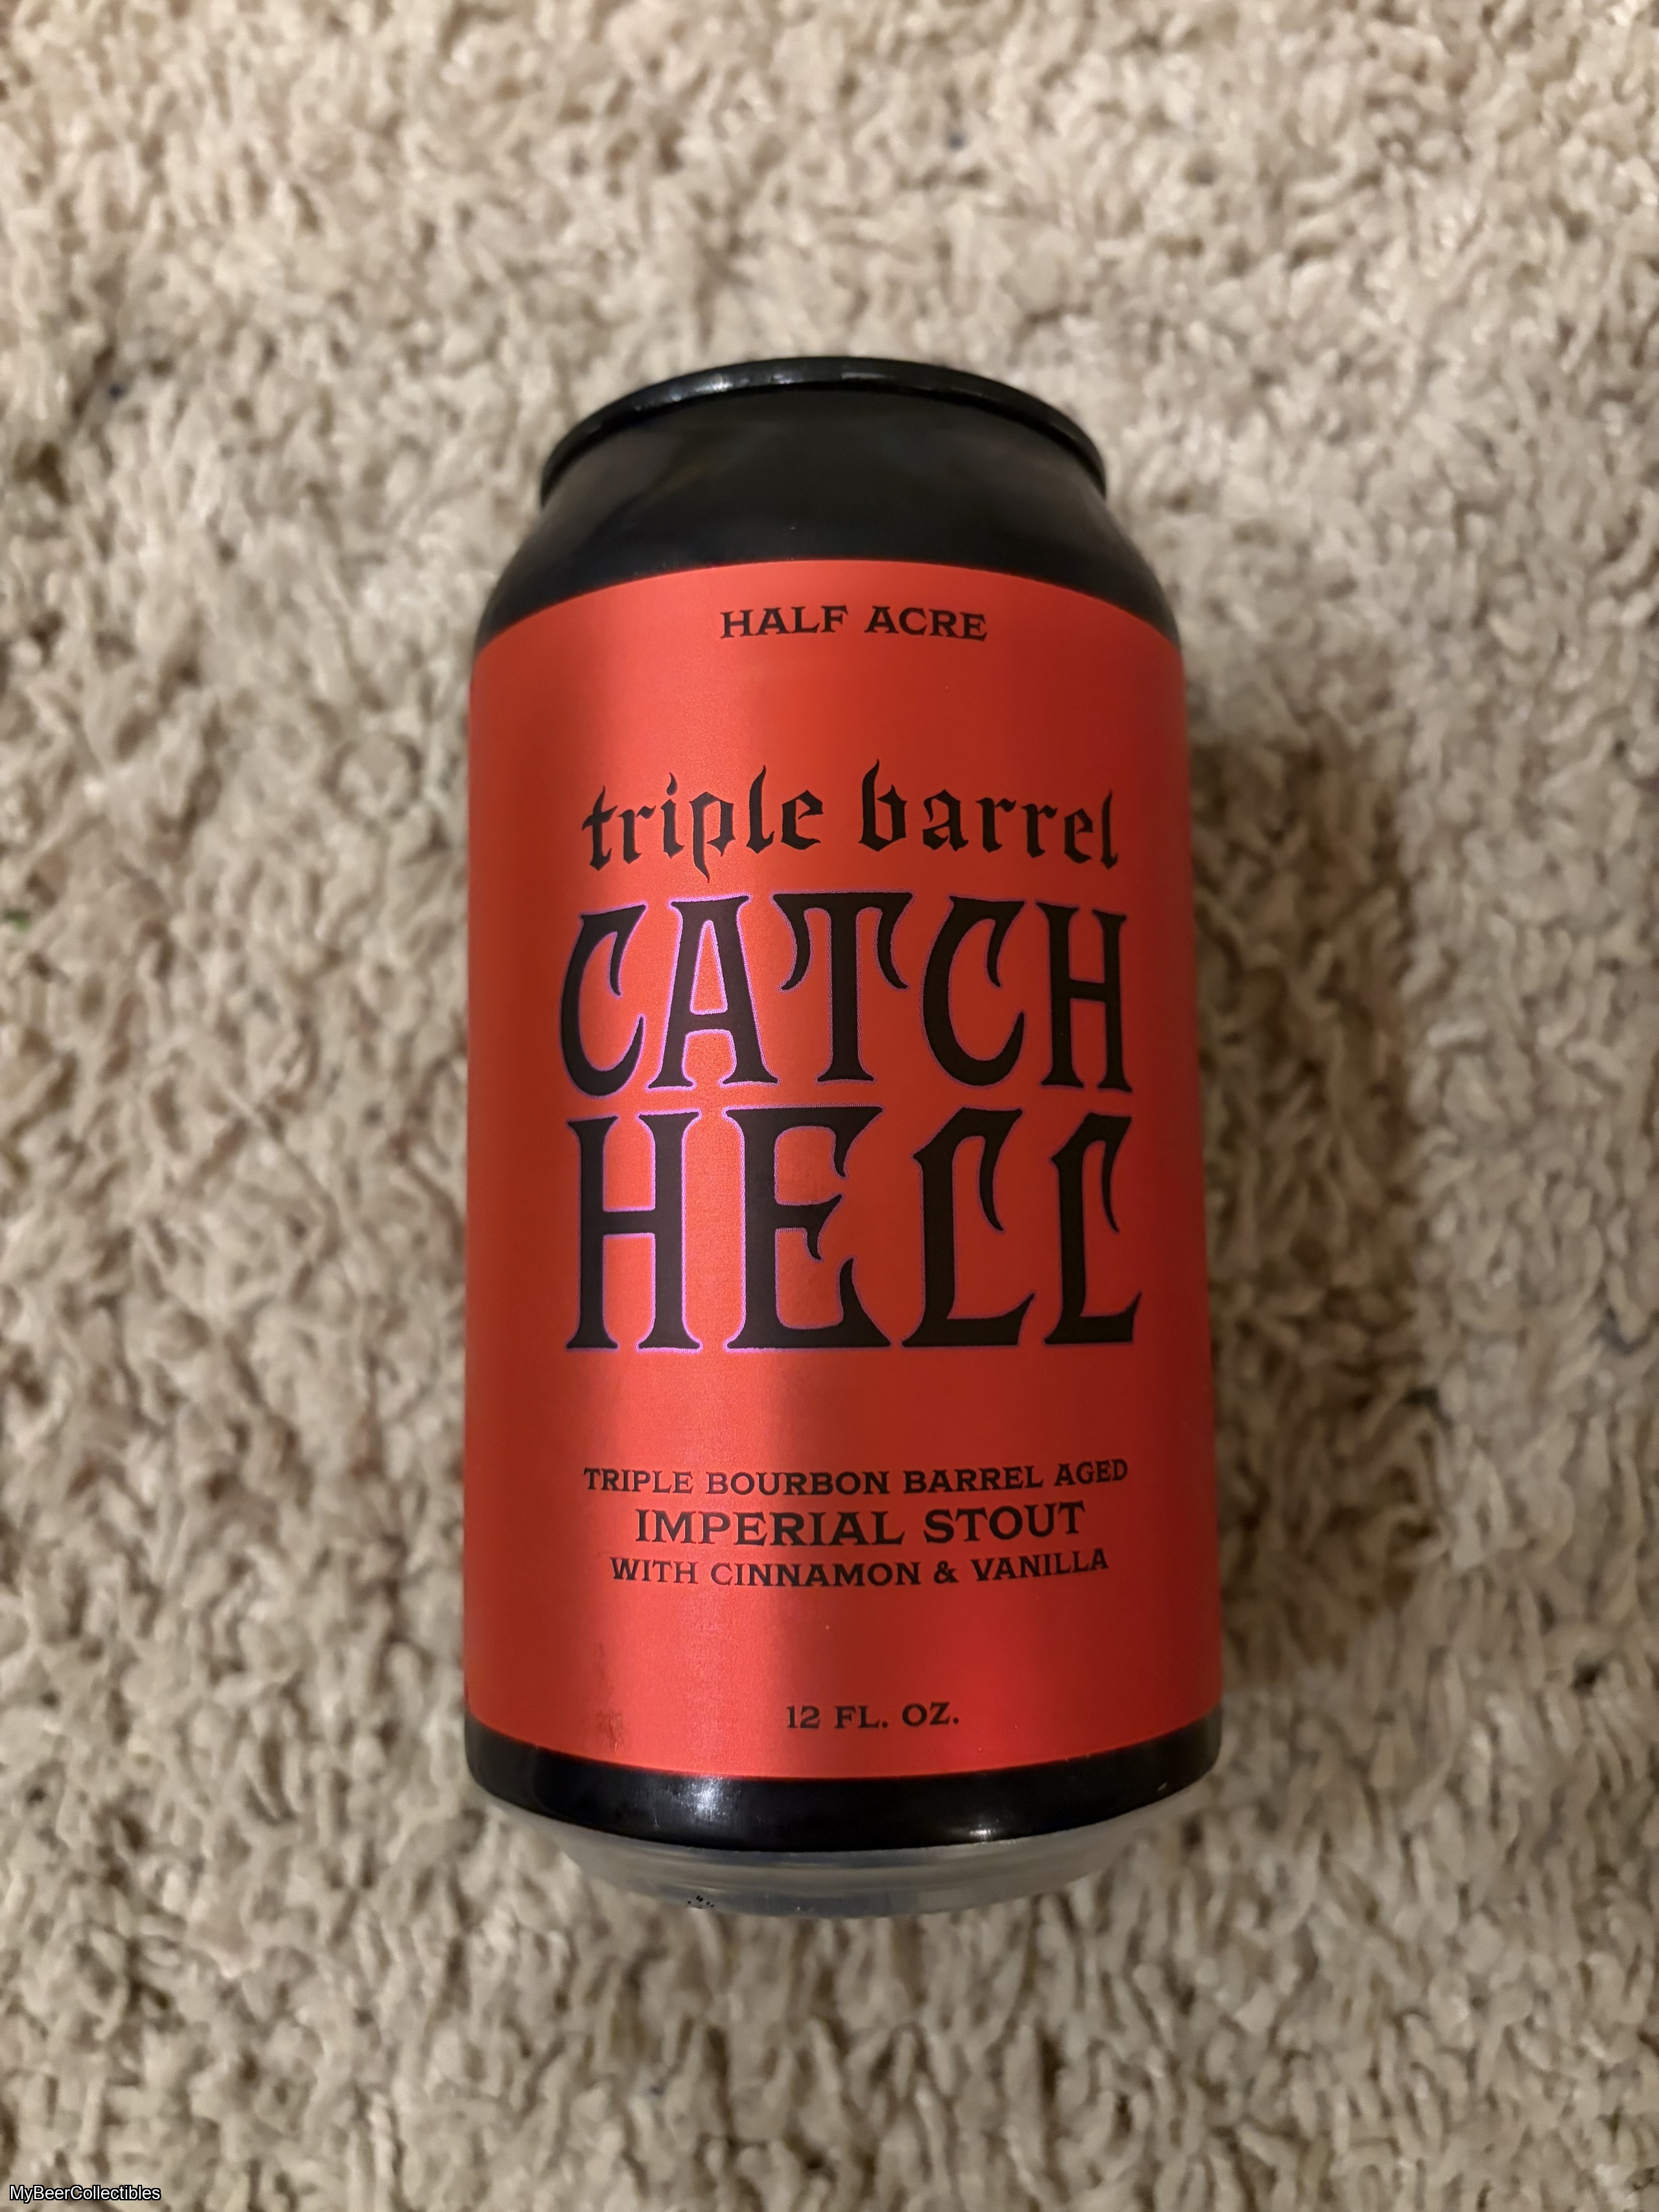 HALF ACRE
triple barrel
CATCH
HELL
TRIPLE BOURBON BARREL AGED
IMPERIAL STOUT
WITH CINNAMON & VANILLA
12 FL. OZ.
MyBeerCollectibles